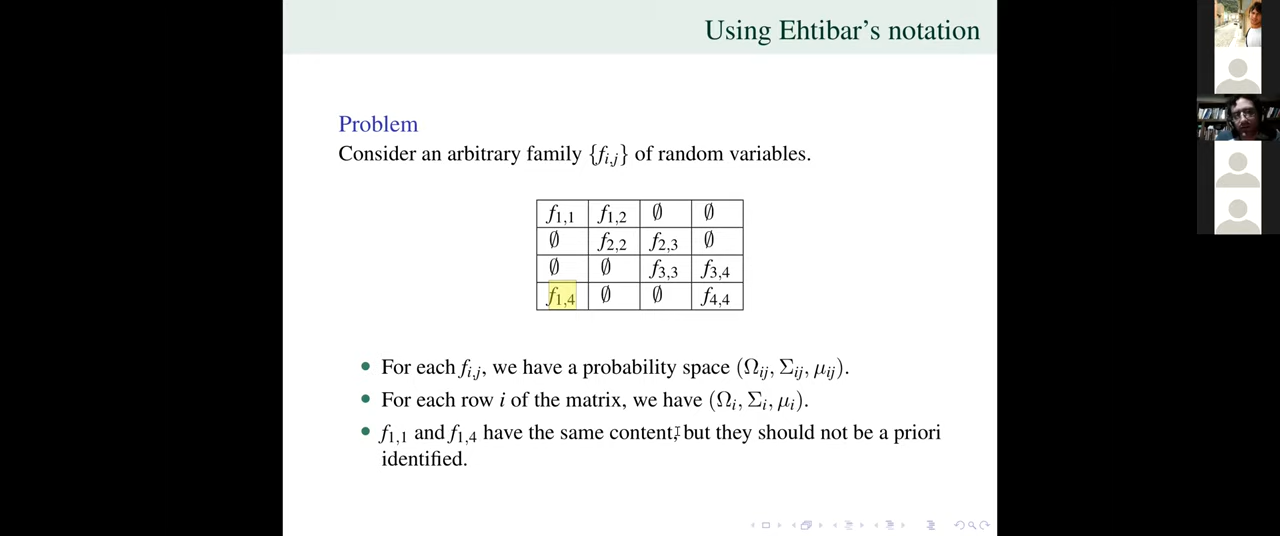 Using Ehtibar's notation
Problem
Consider an arbitrary family {f_{i,j}} of random variables.
f_{1,1} f_{1,2} ∅ ∅
∅ f_{2,2} f_{2,3} ∅
∅ ∅ f_{3,3} f_{3,4}
f_{1,4} ∅ ∅ f_{4,4}
• For each f_{i,j}, we have a probability space (Ω_{ij}, Σ_{ij}, μ_{ij}).
• For each row i of the matrix, we have (Ω_i, Σ_i, μ_i).
• f_{1,1} and f_{1,4} have the same content, but they should not be a priori
identified.